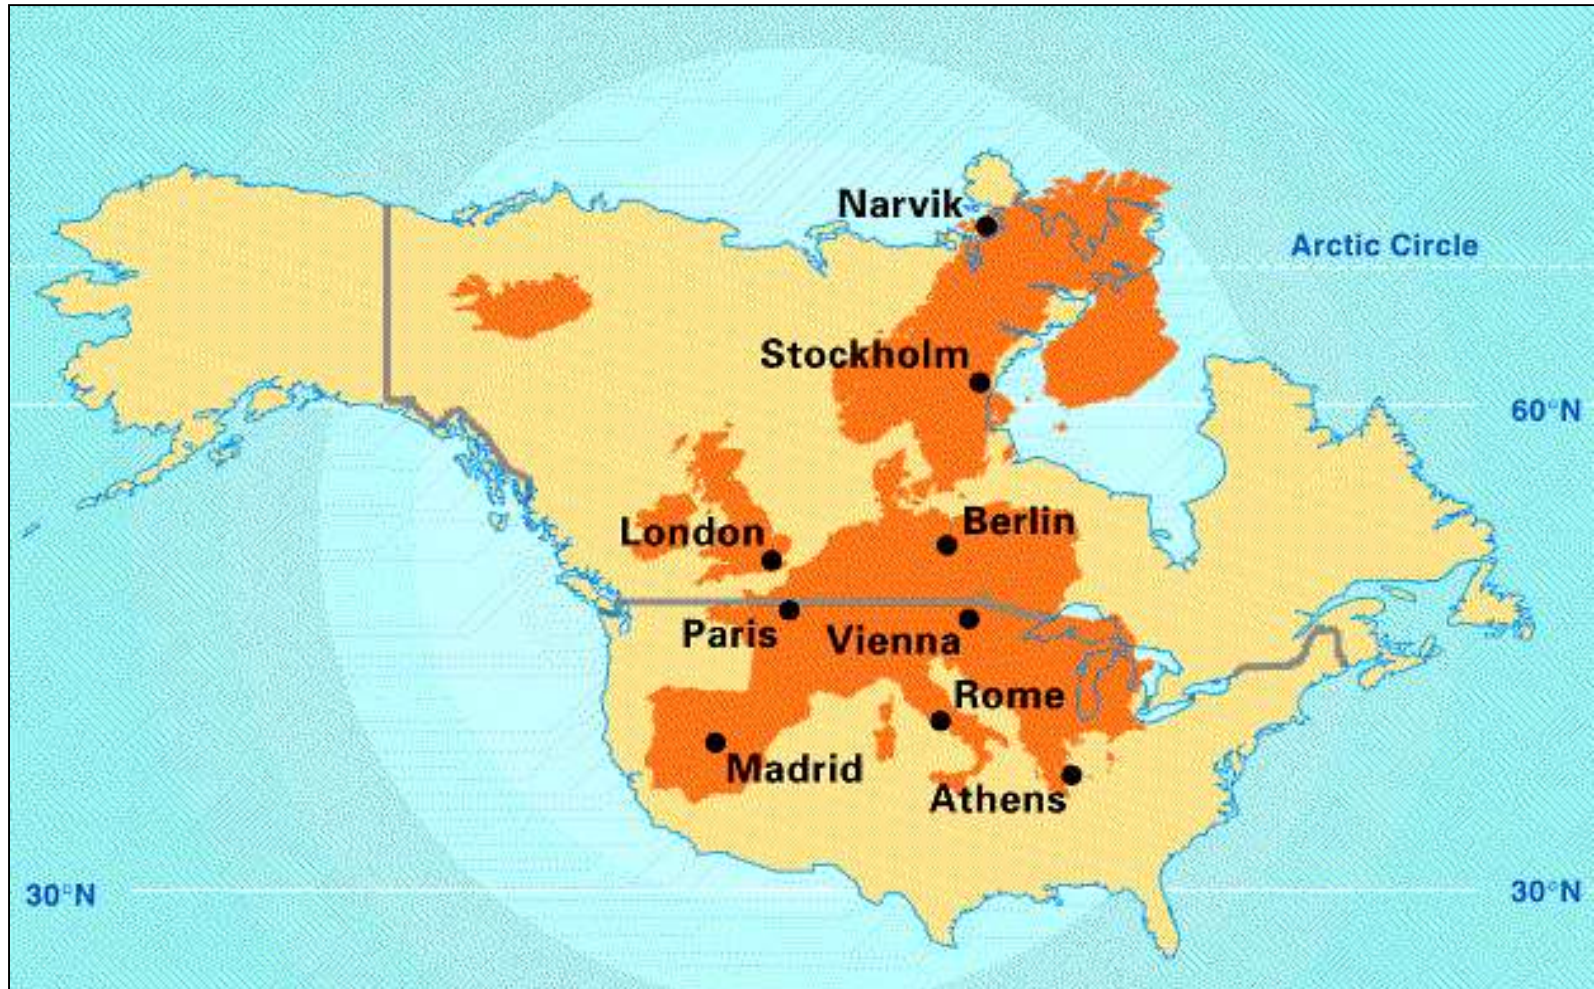 Narvik
Arctic Circle
Stockholm
60°N
London
Berlin
Paris
Vienna
Rome
Madrid
Athens
30°N
30°N